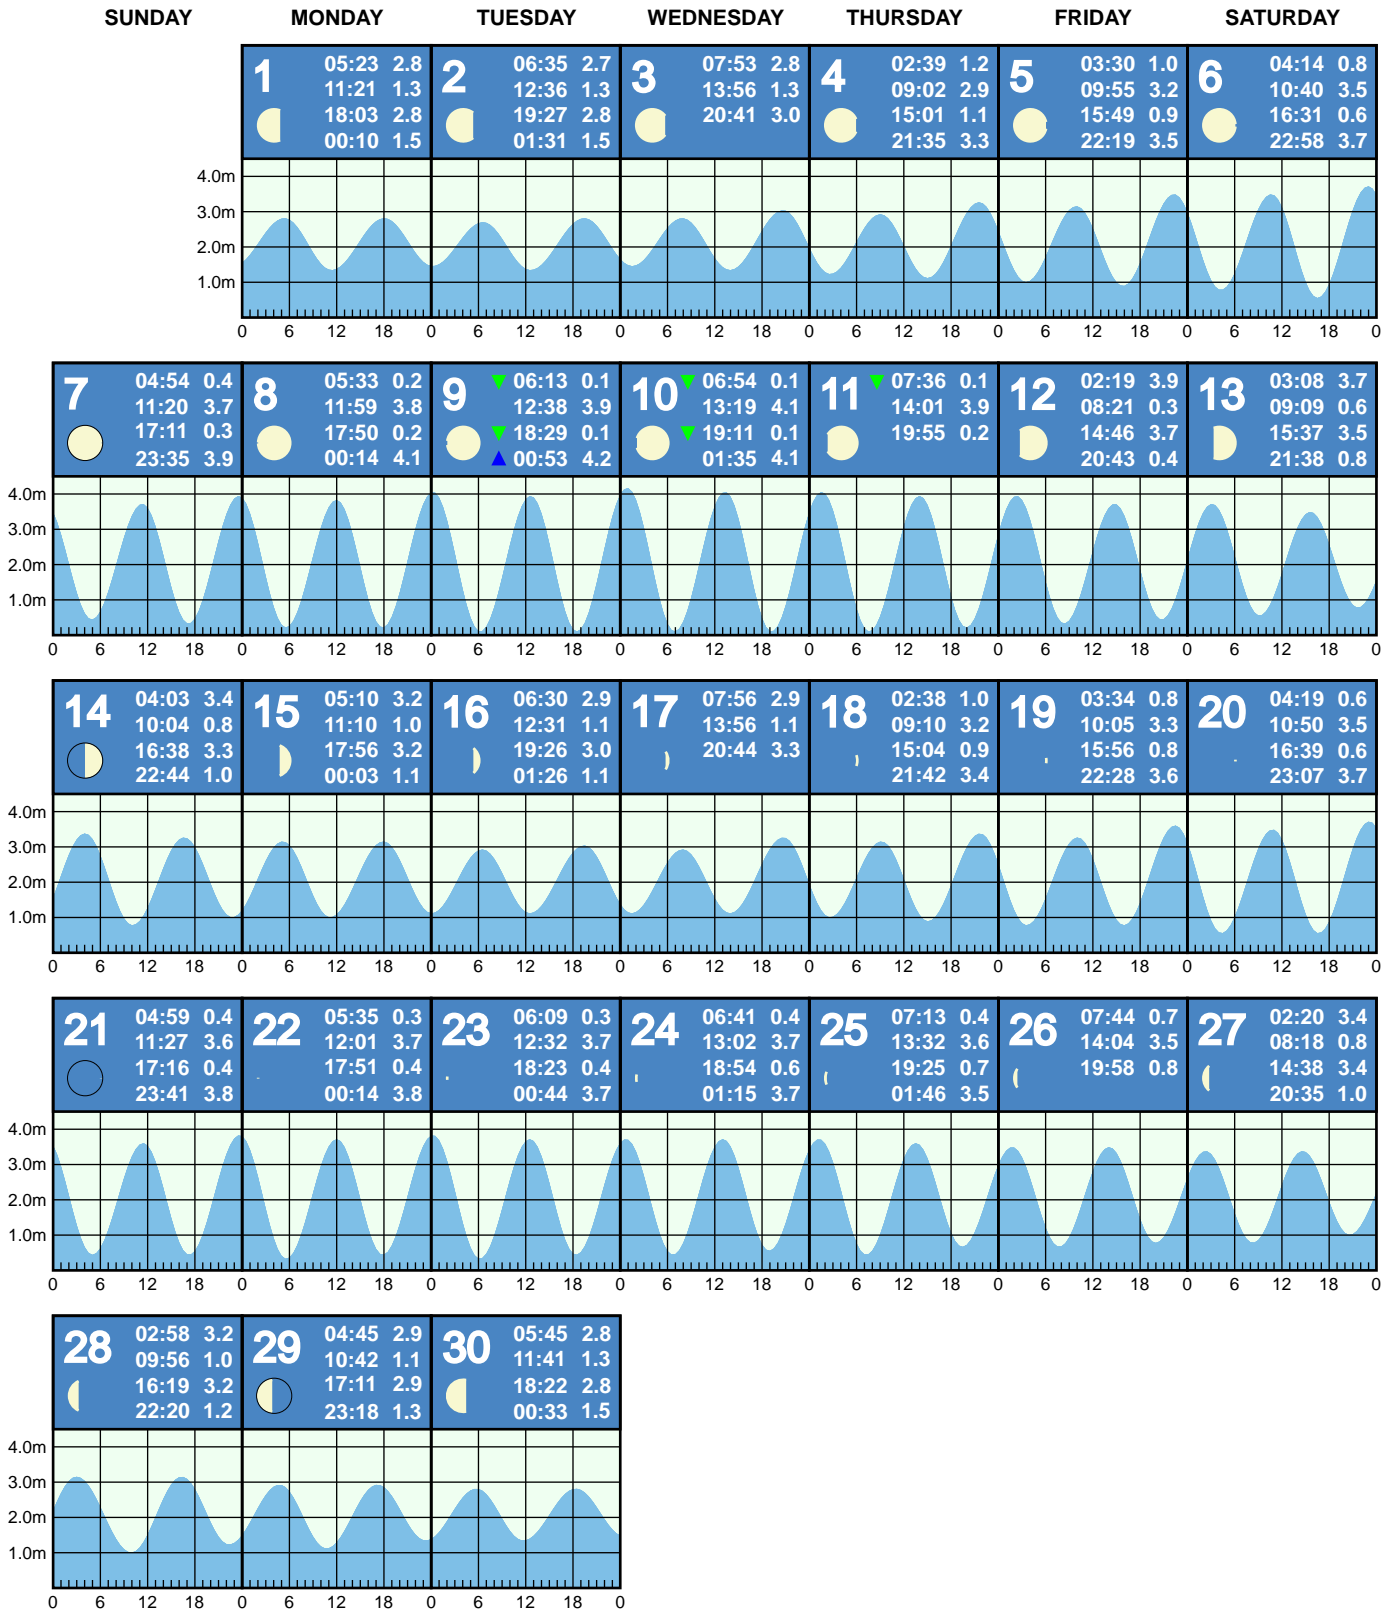 SUNDAY MONDAY TUESDAY WEDNESDAY THURSDAY FRIDAY SATURDAY
1 05:23 2.8
11:21 1.3
18:03 2.8
00:10 1.5
2 06:35 2.7
12:36 1.3
19:27 2.8
01:31 1.5
3 07:53 2.8
13:56 1.3
20:41 3.0
4 02:39 1.2
09:02 2.9
15:01 1.1
21:35 3.3
5 03:30 1.0
09:55 3.2
15:49 0.9
22:19 3.5
6 04:14 0.8
10:40 3.5
16:31 0.6
22:58 3.7
4.0m
3.0m
2.0m
1.0m
0 6 12 18 0 6 12 18 0 6 12 18 0 6 12 18 0 6 12 18 0 6 12 18 0
7 04:54 0.4
11:20 3.7
17:11 0.3
23:35 3.9
8 05:33 0.2
11:59 3.8
17:50 0.2
00:14 4.1
9 06:13 0.1
12:38 3.9
18:29 0.1
00:53 4.2
10 06:54 0.1
13:19 4.1
19:11 0.1
01:35 4.1
11 07:36 0.1
14:01 3.9
19:55 0.2
12 02:19 3.9
08:21 0.3
14:46 3.7
20:43 0.4
13 03:08 3.7
09:09 0.6
15:37 3.5
21:38 0.8
4.0m
3.0m
2.0m
1.0m
0 6 12 18 0 6 12 18 0 6 12 18 0 6 12 18 0 6 12 18 0 6 12 18 0 6 12 18 0
14 04:03 3.4
10:04 0.8
16:38 3.3
22:44 1.0
15 05:10 3.2
11:10 1.0
17:56 3.2
00:03 1.1
16 06:30 2.9
12:31 1.1
19:26 3.0
01:26 1.1
17 07:56 2.9
13:56 1.1
20:44 3.3
18 02:38 1.0
09:10 3.2
15:04 0.9
21:42 3.4
19 03:34 0.8
10:05 3.3
15:56 0.8
22:28 3.6
20 04:19 0.6
10:50 3.5
16:39 0.6
23:07 3.7
4.0m
3.0m
2.0m
1.0m
0 6 12 18 0 6 12 18 0 6 12 18 0 6 12 18 0 6 12 18 0 6 12 18 0 6 12 18 0
21 04:59 0.4
11:27 3.6
17:16 0.4
23:41 3.8
22 05:35 0.3
12:01 3.7
17:51 0.4
00:14 3.8
23 06:09 0.3
12:32 3.7
18:23 0.4
00:44 3.7
24 06:41 0.4
13:02 3.7
18:54 0.6
01:15 3.7
25 07:13 0.4
13:32 3.6
19:25 0.7
01:46 3.5
26 07:44 0.7
14:04 3.5
19:58 0.8
27 02:20 3.4
08:18 0.8
14:38 3.4
20:35 1.0
4.0m
3.0m
2.0m
1.0m
0 6 12 18 0 6 12 18 0 6 12 18 0 6 12 18 0 6 12 18 0 6 12 18 0 6 12 18 0
28 02:58 3.2
09:56 1.0
16:19 3.2
22:20 1.2
29 04:45 2.9
10:42 1.1
17:11 2.9
23:18 1.3
30 05:45 2.8
11:41 1.3
18:22 2.8
00:33 1.5
4.0m
3.0m
2.0m
1.0m
0 6 12 18 0 6 12 18 0 6 12 18 0